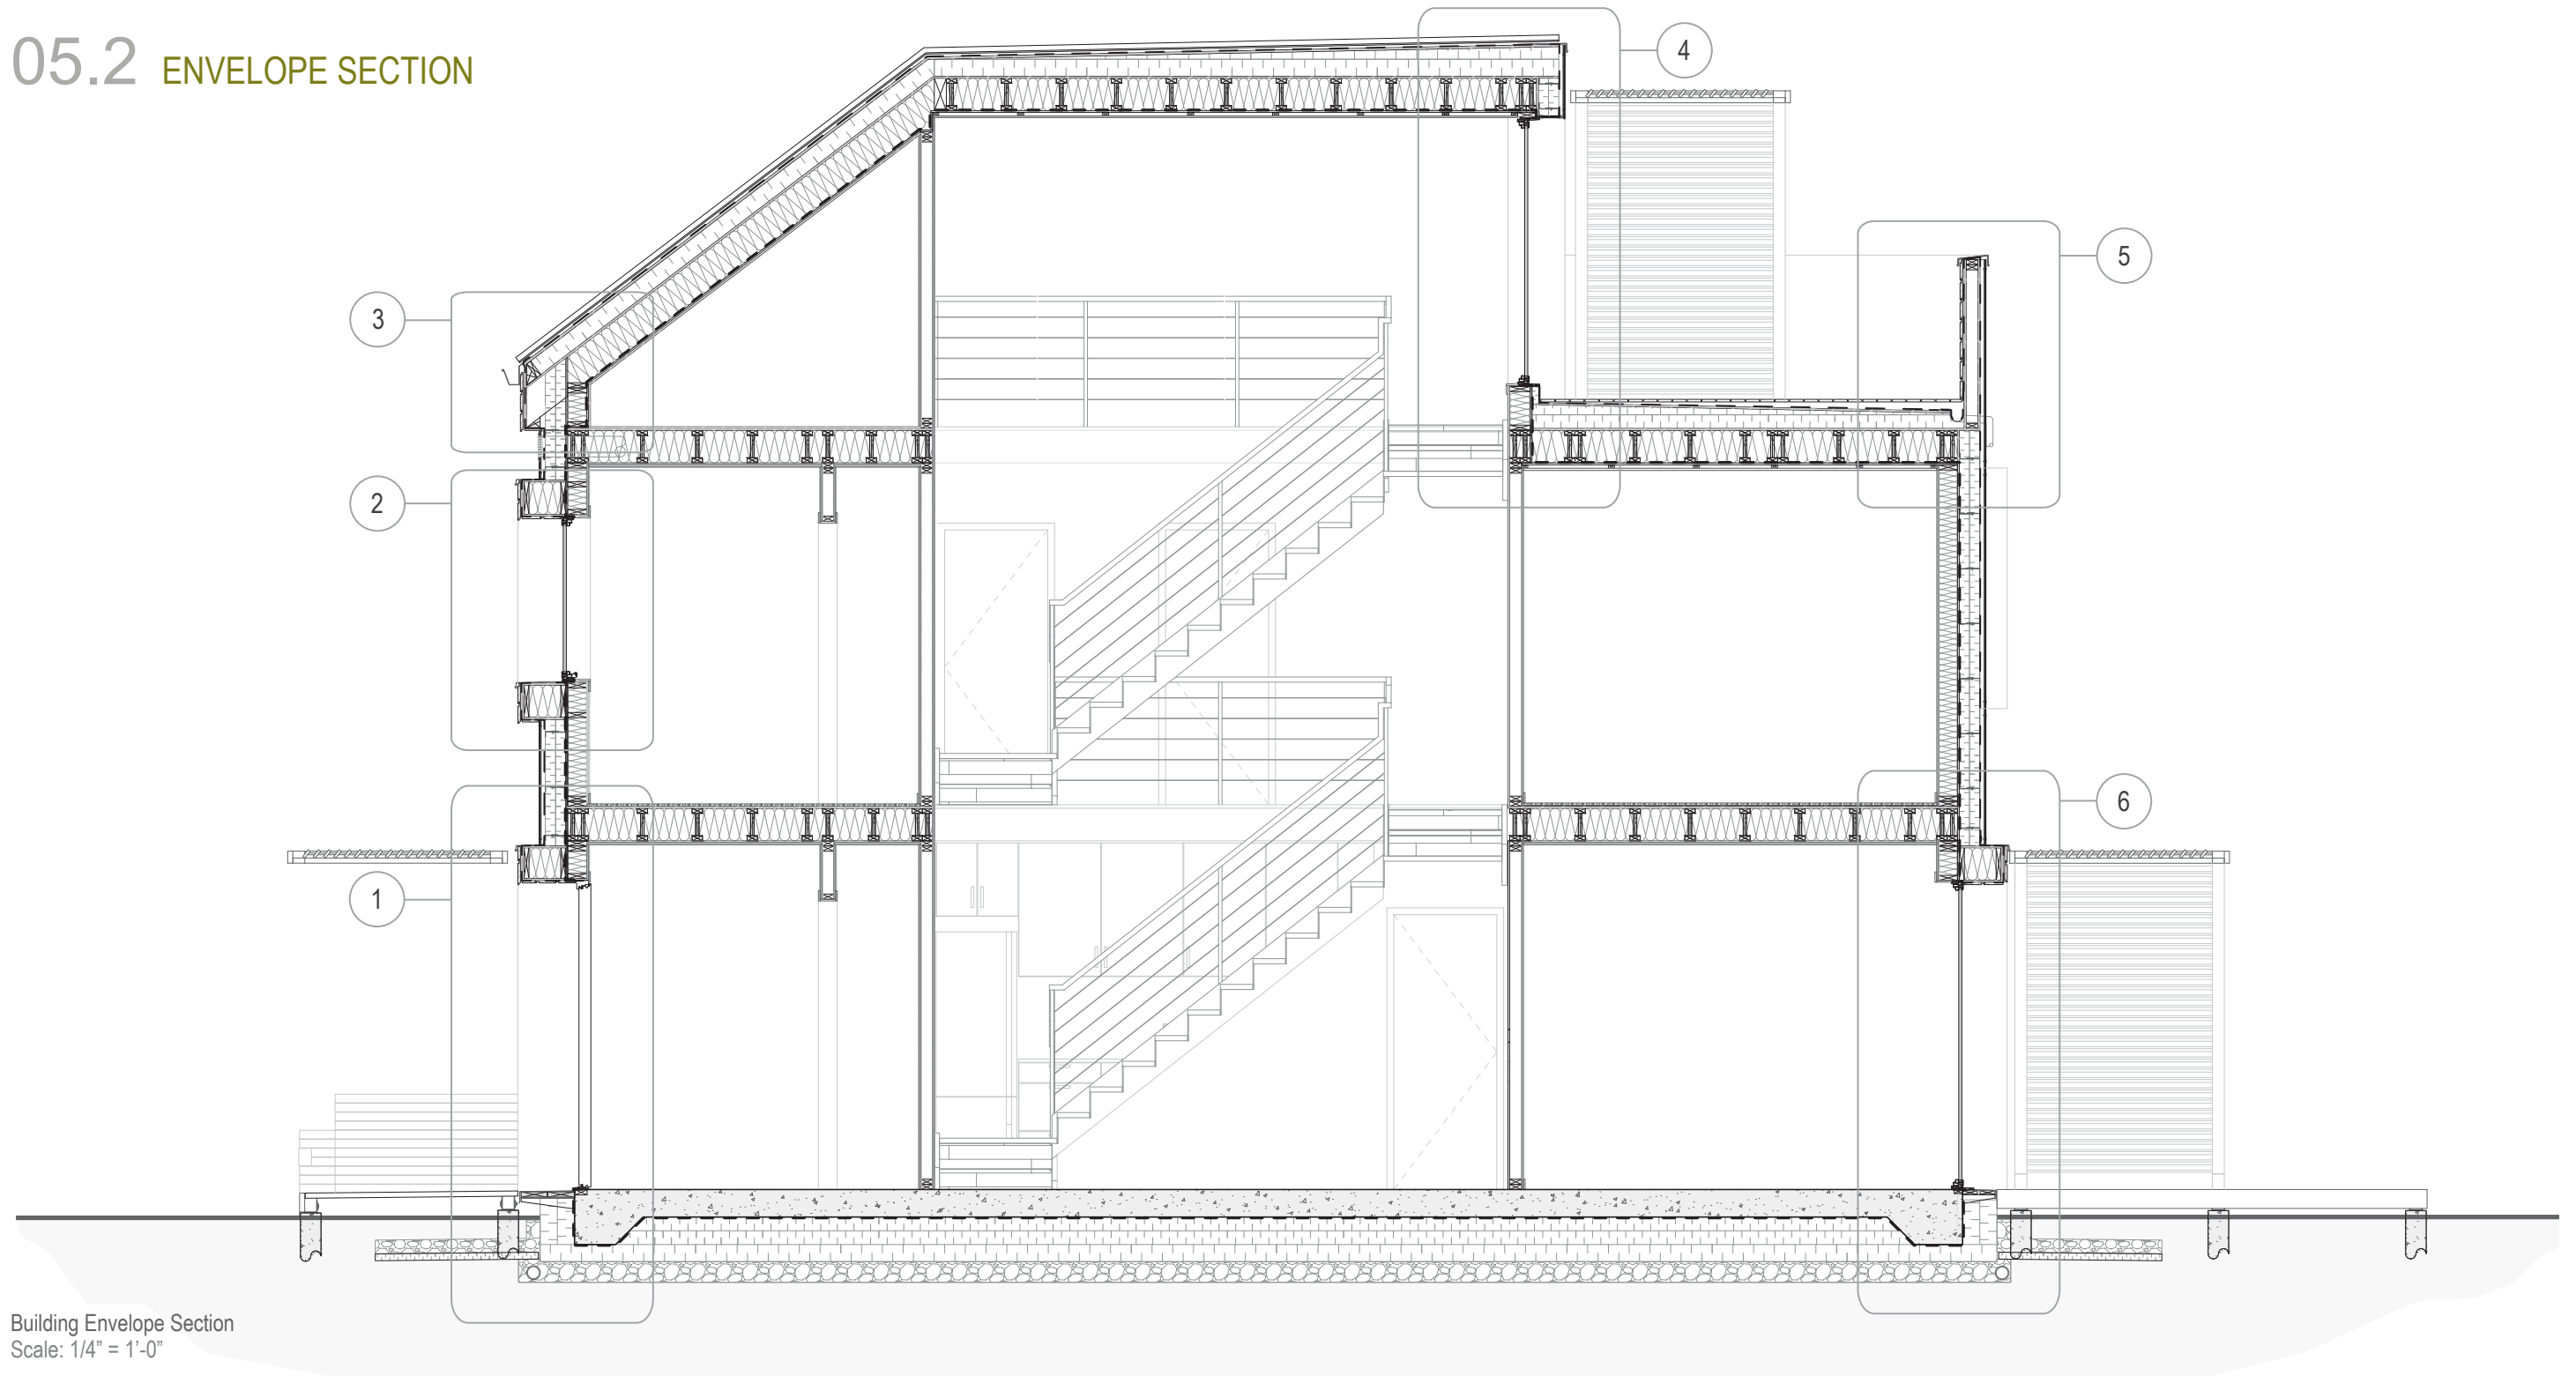 05.2 ENVELOPE SECTION
4
5
3
2
6
1
Building Envelope Section
Scale: 1/4” = 1’-0”